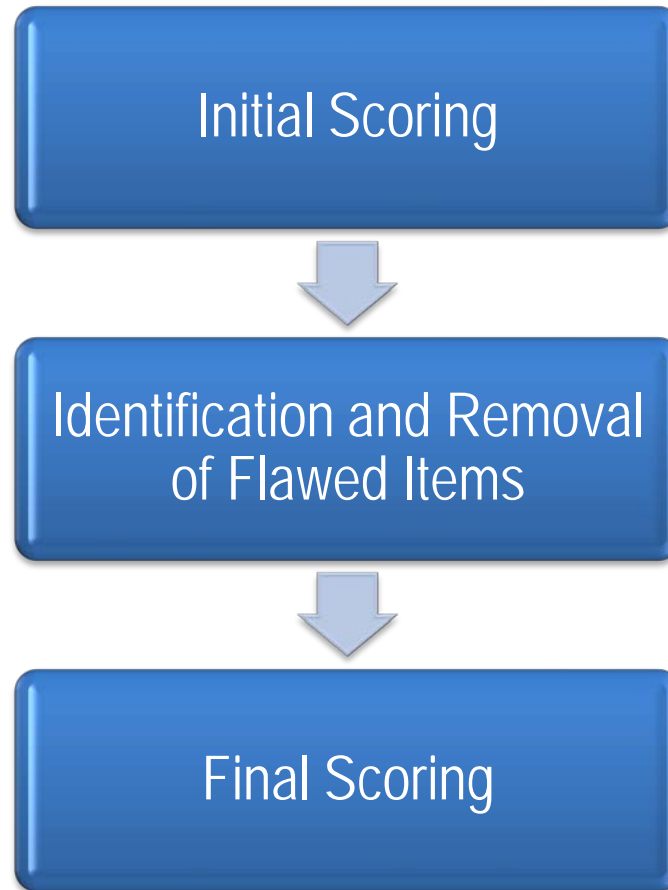 Initial Scoring
Identification and Removal
of Flawed Items
Final Scoring